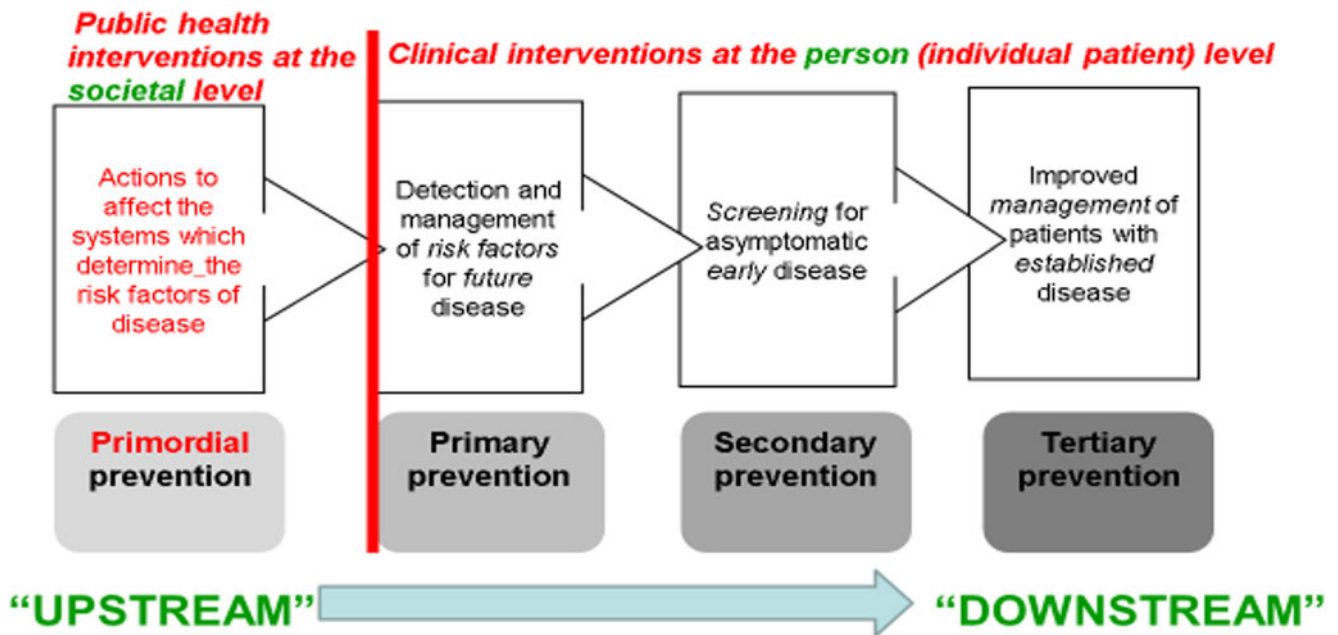 Public health
interventions at the
societal level
Clinical interventions at the person (individual patient) level
Actions to
affect the
systems which
determine_the
risk factors of
disease
Detection and
management
of risk factors
for future
disease
Screening for
asymptomatic
early disease
Improved
management of
patients with
established
disease
Primordial
prevention
Primary
prevention
Secondary
prevention
Tertiary
prevention
“UPSTREAM”
“DOWNSTREAM”